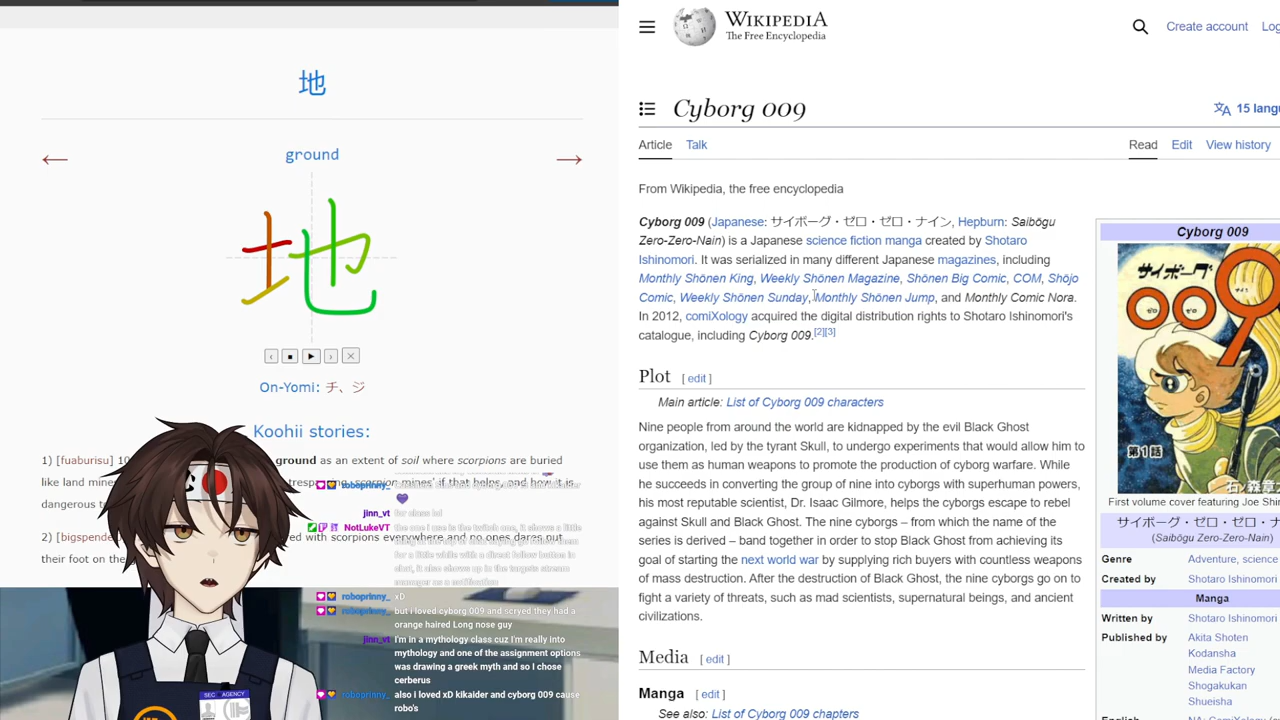 地
← ground →
地
On-Yomi: チ、ジ
Koohii stories:
1) [fuaburisu] 10
ground as an extent of soil where scorpions are buried
like land mine
dangerous t
2) [bigspende
ed with scorpions everywhere and no ones dares put
their foot on the
roboprinny_
jinn_vt for sloan lol
NotLukeVT
roboprinny_ xD
roboprinny_ but i loved cyborg 009 and scryed they had a
orange haired Long nose guy
jinn_vt I'm in a mythology class cuz I'm really into
mythology and one of the assignment options
was drawing a greek myth and so I chose
cerberus
roboprinny_ also i loved xD kikaider and cyborg 009 cause
robo's
SEC AGENCY
WIKIPEDIA
The Free Encyclopedia
Create account Log
Cyborg 009
15 langu
Article Talk Read Edit View history
From Wikipedia, the free encyclopedia
Cyborg 009 (Japanese: サイボーグ・ゼロ・ゼロ・ナイン, Hepburn: Saibōgu
Zero-Zero-Nain) is a Japanese science fiction manga created by Shotaro
Ishinomori. It was serialized in many different Japanese magazines, including
Monthly Shōnen King, Weekly Shōnen Magazine, Shōnen Big Comic, COM, Shōjo
Comic, Weekly Shōnen Sunday, Monthly Shōnen Jump, and Monthly Comic Nora.
In 2012, comiXology acquired the digital distribution rights to Shotaro Ishinomori's
catalogue, including Cyborg 009.[2][3]
Plot [ edit ]
Main article: List of Cyborg 009 characters
Nine people from around the world are kidnapped by the evil Black Ghost
organization, led by the tyrant Skull, to undergo experiments that would allow him to
use them as human weapons to promote the production of cyborg warfare. While
he succeeds in converting the group of nine into cyborgs with superhuman powers,
his most reputable scientist, Dr. Isaac Gilmore, helps the cyborgs escape to rebel
against Skull and Black Ghost. The nine cyborgs – from which the name of the
series is derived – band together in order to stop Black Ghost from achieving its
goal of starting the next world war by supplying rich buyers with countless weapons
of mass destruction. After the destruction of Black Ghost, the nine cyborgs go on to
fight a variety of threats, such as mad scientists, supernatural beings, and ancient
civilizations.
Media [ edit ]
Manga [ edit ]
See also: List of Cyborg 009 chapters
Cyborg 009
サイボーグ
009
第1話
石ノ森章
First volume cover featuring Joe Shi
サイボーグ・ゼロ・ゼロ・ナ
(Saibōgu Zero-Zero-Nain)
Genre Adventure, science
Created by Shotaro Ishinomori
Manga
Written by Shotaro Ishinomori
Published by Akita Shoten
Kodansha
Media Factory
Shogakukan
Shueisha